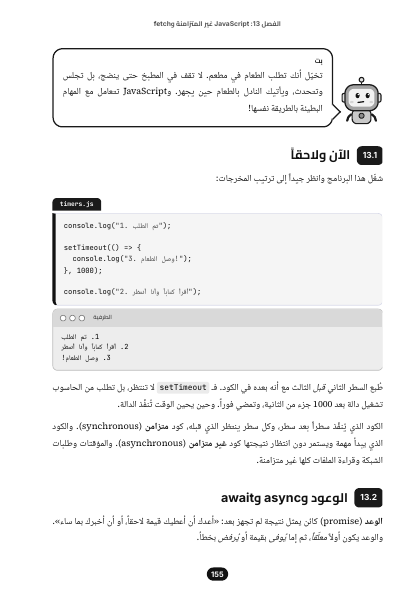 الفصل 13: JavaScript غير المتزامنة وfetch
بت
تخيّل أنك تطلب الطعام في مطعم. لا تقف في المطبخ حتى ينضج، بل تجلس
وتتحدث، ويأتيك النادل بالطعام حين يجهز. وJavaScript تتعامل مع المهام
البطيئة بالطريقة نفسها!
13.1 الآن ولاحقاً
شغّل هذا البرنامج وانظر جيداً إلى ترتيب المخرجات:
timers.js
console.log("1. تم الطلب");
setTimeout(() => {
console.log("3. وصل الطعام!");
}, 1000);
console.log("2. أقرأ كتاباً وأنا أنتظر");
الطرفية
1. تم الطلب
2. أقرأ كتاباً وأنا أنتظر
3. وصل الطعام!
طُبع السطر الثاني قبل الثالث مع أنه بعده في الكود. فـ setTimeout لا تنتظر، بل تطلب من الحاسوب
تشغيل دالة بعد 1000 جزء من الثانية، وتمضي فوراً. وحين يحين الوقت تُنفَّذ الدالة.
الكود الذي يُنفَّذ سطراً بعد سطر، وكل سطر ينتظر الذي قبله، كود متزامن (synchronous). والكود
الذي يبدأ مهمة ويستمر دون انتظار نتيجتها كود غير متزامن (asynchronous). والمؤقتات وطلبات
الشبكة وقراءة الملفات كلها غير متزامنة.
13.2 الوعود وasync وawait
الوعد (promise) كائن يمثل نتيجة لم تجهز بعد: «أعدك أن أعطيك قيمة لاحقاً، أو أن أخبرك بما ساء».
والوعد يكون أولاً معلّقاً، ثم إما يُوفى بقيمة أو يُرفض بخطأ.
155